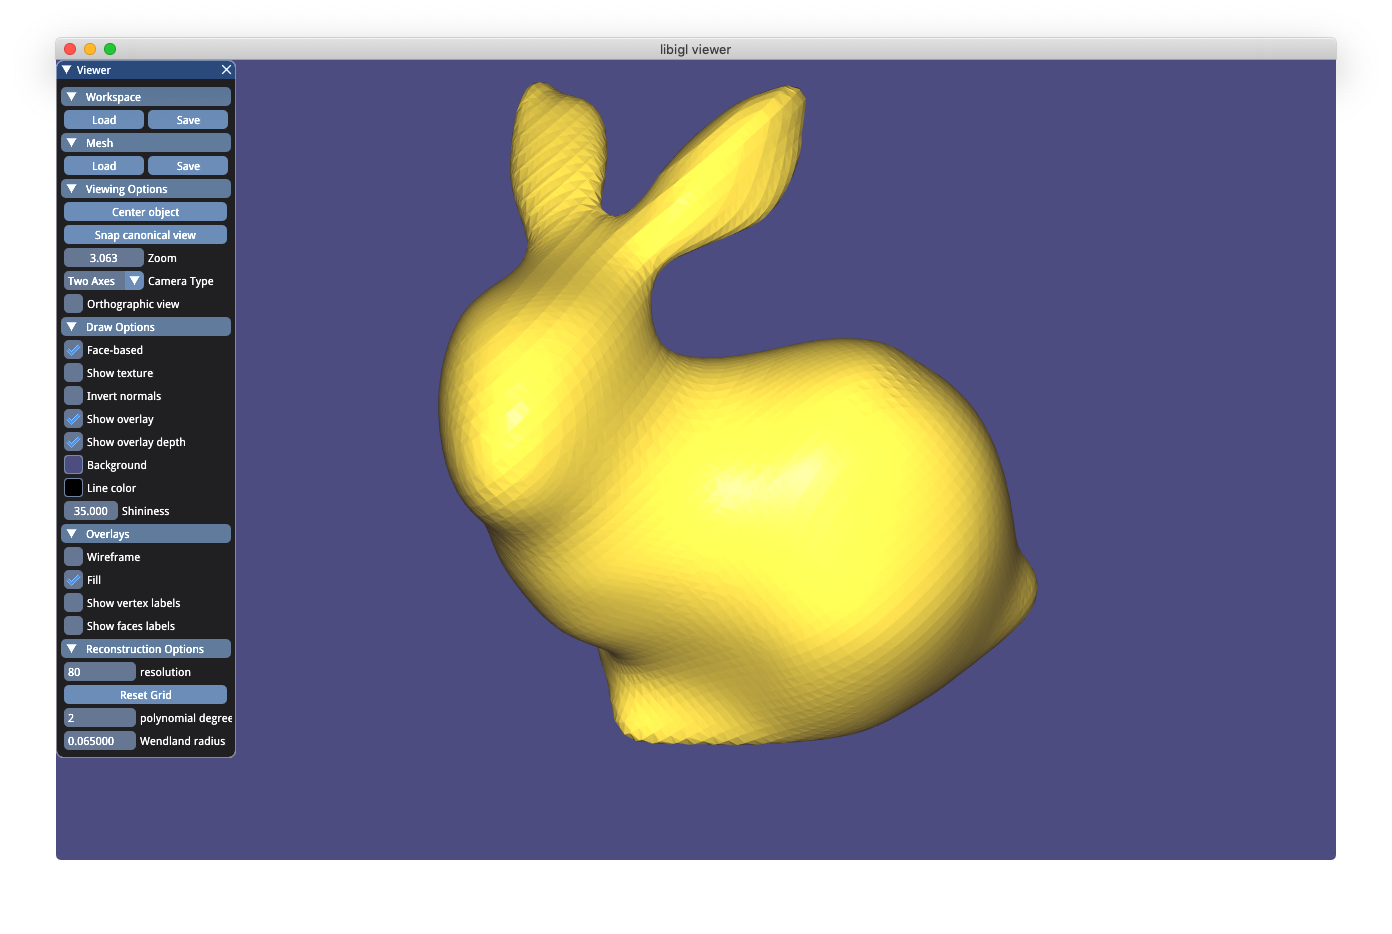 libigl viewer
Viewer
Workspace
Load Save
Mesh
Load Save
Viewing Options
Center object
Snap canonical view
3.063 Zoom
Two Axes Camera Type
Orthographic view
Draw Options
Face-based
Show texture
Invert normals
Show overlay
Show overlay depth
Background
Line color
35.000 Shininess
Overlays
Wireframe
Fill
Show vertex labels
Show faces labels
Reconstruction Options
80 resolution
Reset Grid
2 polynomial degree
0.065000 Wendland radius